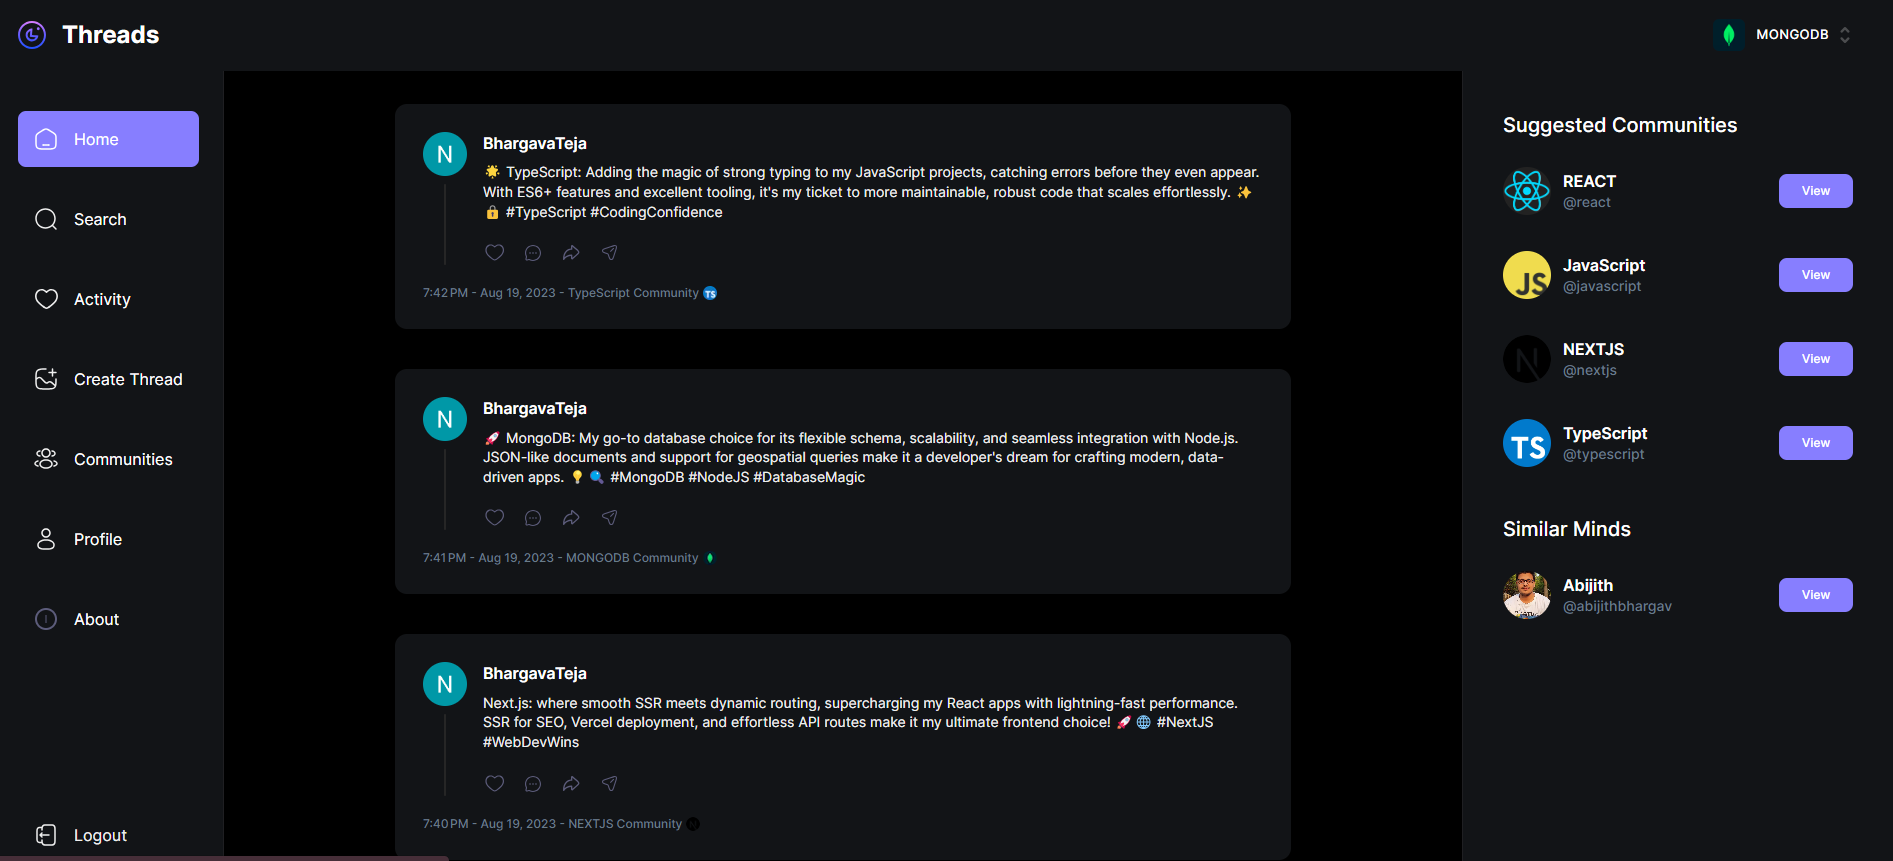 Threads
MONGODB
Home
Search
Activity
Create Thread
Communities
Profile
About
Logout
N
BhargavaTeja
🌟 TypeScript: Adding the magic of strong typing to my JavaScript projects, catching errors before they even appear.
With ES6+ features and excellent tooling, it's my ticket to more maintainable, robust code that scales effortlessly. ✨
🔒 #TypeScript #CodingConfidence
7:42 PM - Aug 19, 2023 - TypeScript Community TS
N
BhargavaTeja
🚀 MongoDB: My go-to database choice for its flexible schema, scalability, and seamless integration with Node.js.
JSON-like documents and support for geospatial queries make it a developer's dream for crafting modern, data-
driven apps. 💡 🔍 #MongoDB #NodeJS #DatabaseMagic
7:41 PM - Aug 19, 2023 - MONGODB Community
N
BhargavaTeja
Next.js: where smooth SSR meets dynamic routing, supercharging my React apps with lightning-fast performance.
SSR for SEO, Vercel deployment, and effortless API routes make it my ultimate frontend choice! 🚀 🌐 #NextJS
#WebDevWins
7:40 PM - Aug 19, 2023 - NEXTJS Community
Suggested Communities
REACT
@react
View
JS
JavaScript
@javascript
View
N
NEXTJS
@nextjs
View
TS
TypeScript
@typescript
View
Similar Minds
Abijith
@abijithbhargav
View